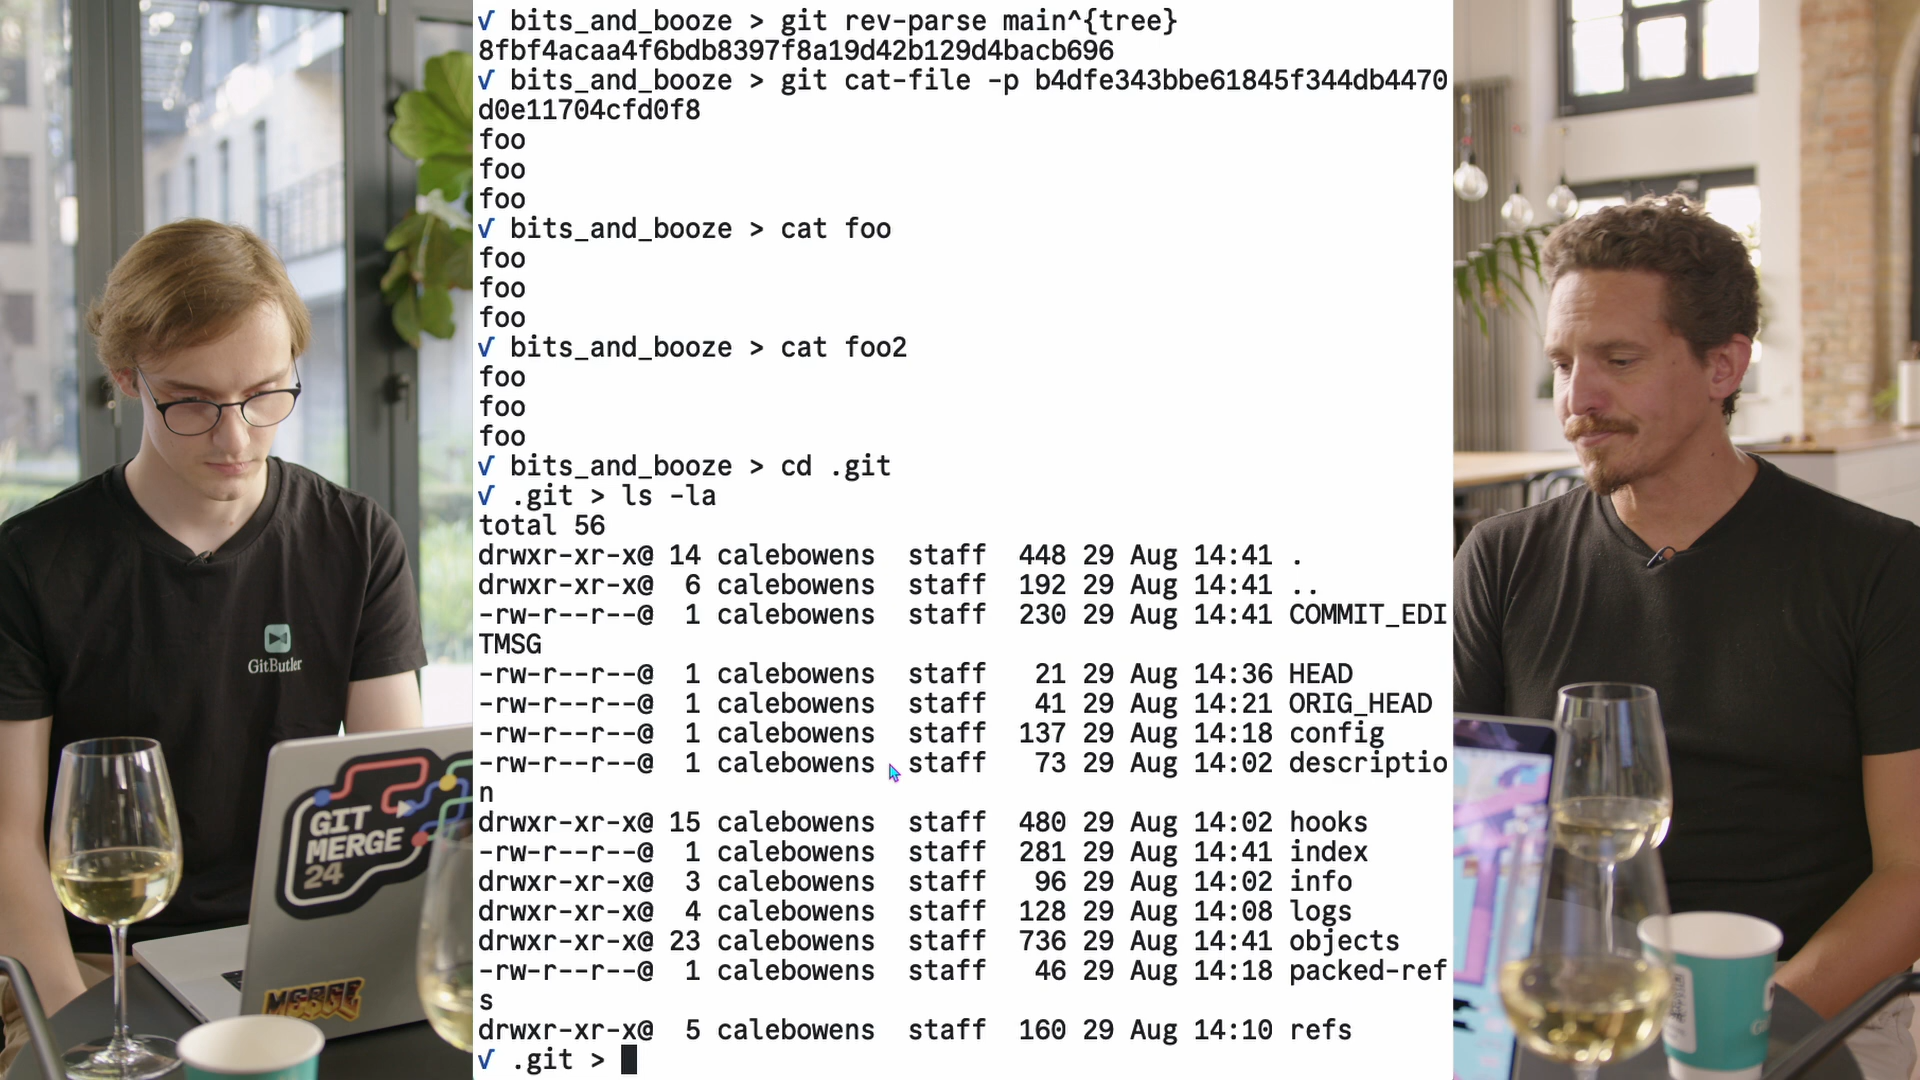 √ bits_and_booze > git rev-parse main^{tree}
8fbf4acaa4f6bdb8397f8a19d42b129d4bacb696
√ bits_and_booze > git cat-file -p b4dfe343bbe61845f344db4470
d0e11704cfd0f8
foo
foo
foo
√ bits_and_booze > cat foo
foo
foo
foo
√ bits_and_booze > cat foo2
foo
foo
foo
√ bits_and_booze > cd .git
√ .git > ls -la
total 56
drwxr-xr-x@ 14 calebowens  staff  448 29 Aug 14:41 .
drwxr-xr-x@  6 calebowens  staff  192 29 Aug 14:41 ..
-rw-r--r--@  1 calebowens  staff  230 29 Aug 14:41 COMMIT_EDI
TMSG
-rw-r--r--@  1 calebowens  staff   21 29 Aug 14:36 HEAD
-rw-r--r--@  1 calebowens  staff   41 29 Aug 14:21 ORIG_HEAD
-rw-r--r--@  1 calebowens  staff  137 29 Aug 14:18 config
-rw-r--r--@  1 calebowens  staff   73 29 Aug 14:02 descriptio
n
drwxr-xr-x@ 15 calebowens  staff  480 29 Aug 14:02 hooks
-rw-r--r--@  1 calebowens  staff  281 29 Aug 14:41 index
drwxr-xr-x@  3 calebowens  staff   96 29 Aug 14:02 info
drwxr-xr-x@  4 calebowens  staff  128 29 Aug 14:08 logs
drwxr-xr-x@ 23 calebowens  staff  736 29 Aug 14:41 objects
-rw-r--r--@  1 calebowens  staff   46 29 Aug 14:18 packed-ref
s
drwxr-xr-x@  5 calebowens  staff  160 29 Aug 14:10 refs
√ .git >
GitButler
GIT
MERGE
24
MERGE